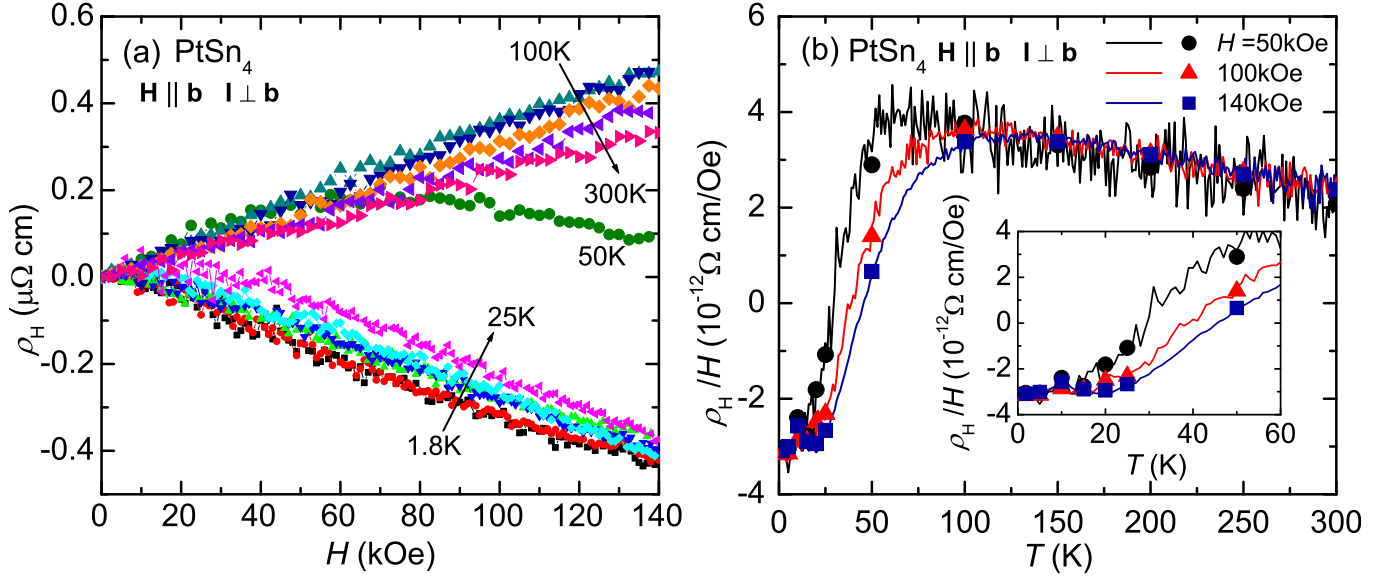 (a) PtSn₄
H || b I ⊥ b
100K
300K
50K
25K
1.8K
0.6
0.4
0.2
0.0
-0.2
-0.4
ρH (μΩ cm)
0 20 40 60 80 100 120 140
H (kOe)
(b) PtSn₄ H || b I ⊥ b
H =50kOe
100kOe
140kOe
6
4
2
0
-2
-4
ρH /H (10⁻¹²Ω cm/Oe)
0 50 100 150 200 250 300
T (K)
4
2
0
-2
-4
ρH /H (10⁻¹²Ω cm/Oe)
0 20 40 60
T (K)